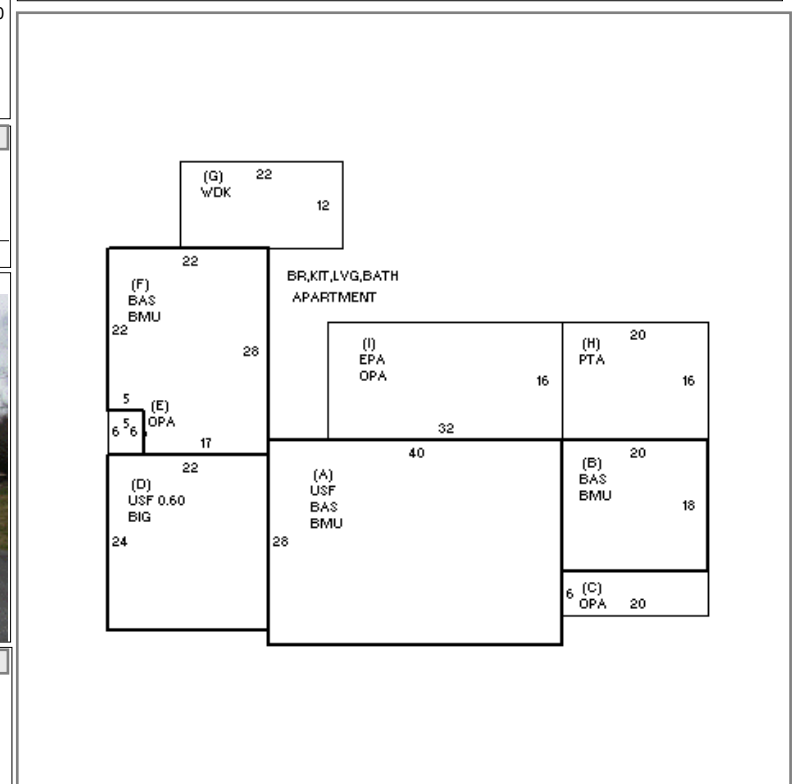 0
(G) 22
WDK
12
22
(F)
BAS
BMU
22
28
BR,KIT,LVG,BATH
APARTMENT
(I)
EPA
OPA
16
32
(H) 20
PTA
16
5
(E)
OPA
6 5 6
17
22
(D)
USF 0.60
BIG
24
40
(A)
USF
BAS
BMU
28
20
(B)
BAS
BMU
18
6 (C)
OPA 20